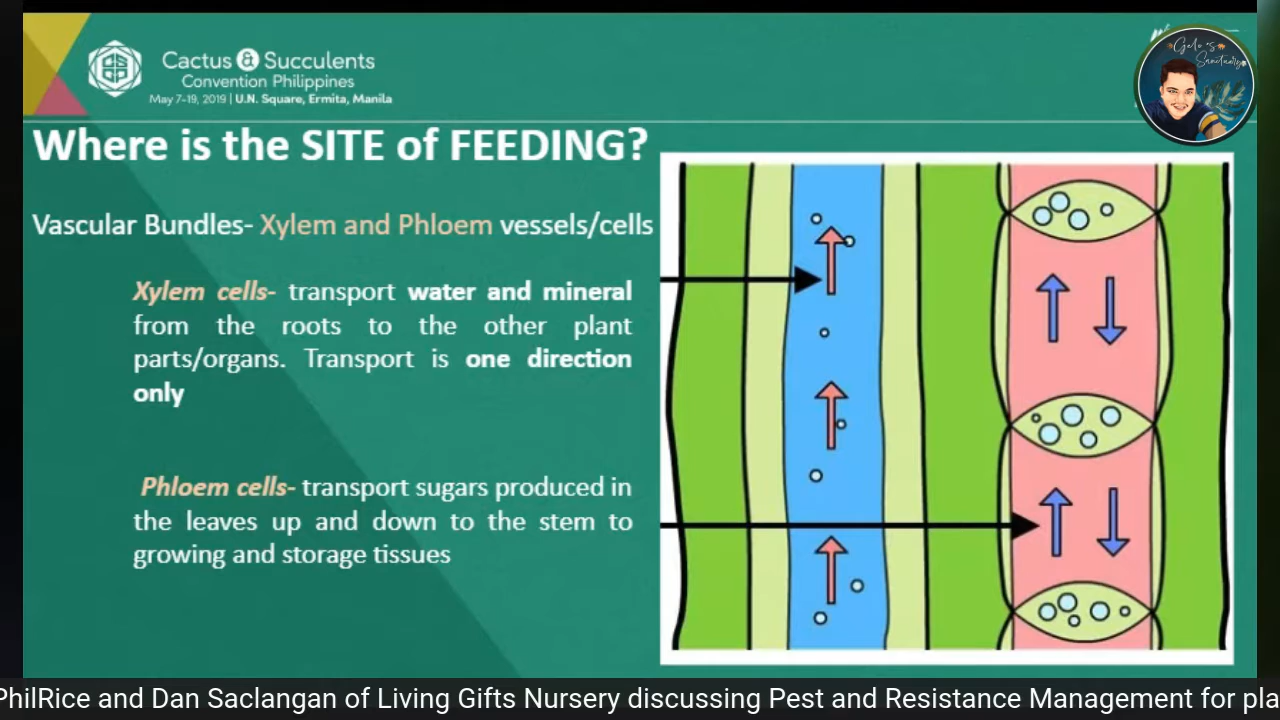 Cactus & Succulents
Convention Philippines
May 7-19, 2019 | U.N. Square, Ermita, Manila
Galo's
Sanctuary
Where is the SITE of FEEDING?
Vascular Bundles- Xylem and Phloem vessels/cells
Xylem cells- transport water and mineral
from the roots to the other plant
parts/organs. Transport is one direction
only
Phloem cells- transport sugars produced in
the leaves up and down to the stem to
growing and storage tissues
PhilRice and Dan Saclangan of Living Gifts Nursery discussing Pest and Resistance Management for pla